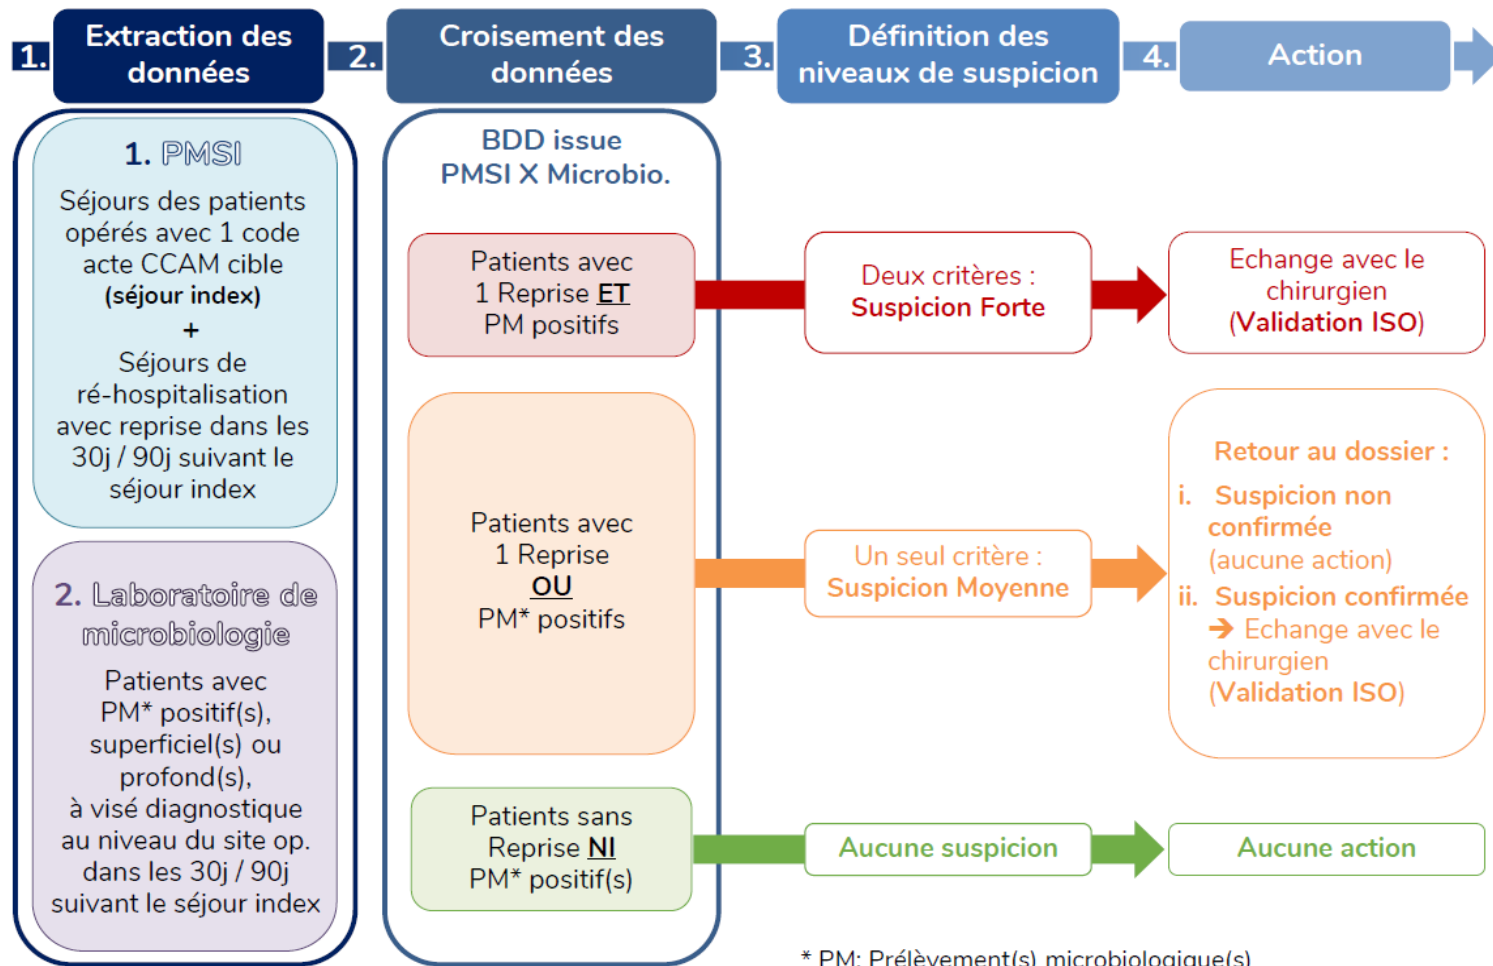 1.
Extraction des
données
2.
Croisement des
données
3.
Définition des
niveaux de suspicion
4.
Action
1. PMSI
Séjours des patients
opérés avec 1 code
acte CCAM cible
(séjour index)
+
Séjours de
ré-hospitalisation
avec reprise dans les
30j / 90j suivant le
séjour index
2. Laboratoire de
microbiologie
Patients avec
PM* positif(s),
superficiel(s) ou
profond(s),
à visé diagnostique
au niveau du site op.
dans les 30j / 90j
suivant le séjour index
BDD issue
PMSI X Microbio.
Patients avec
1 Reprise ET
PM positifs
Deux critères :
Suspicion Forte
Echange avec le
chirurgien
(Validation ISO)
Patients avec
1 Reprise
OU
PM* positifs
Un seul critère :
Suspicion Moyenne
Retour au dossier :
i. Suspicion non
confirmée
(aucune action)
ii. Suspicion confirmée
➔ Echange avec le
chirurgien
(Validation ISO)
Patients sans
Reprise NI
PM* positif(s)
Aucune suspicion
Aucune action
* PM: Prélèvement(s) microbiologique(s)